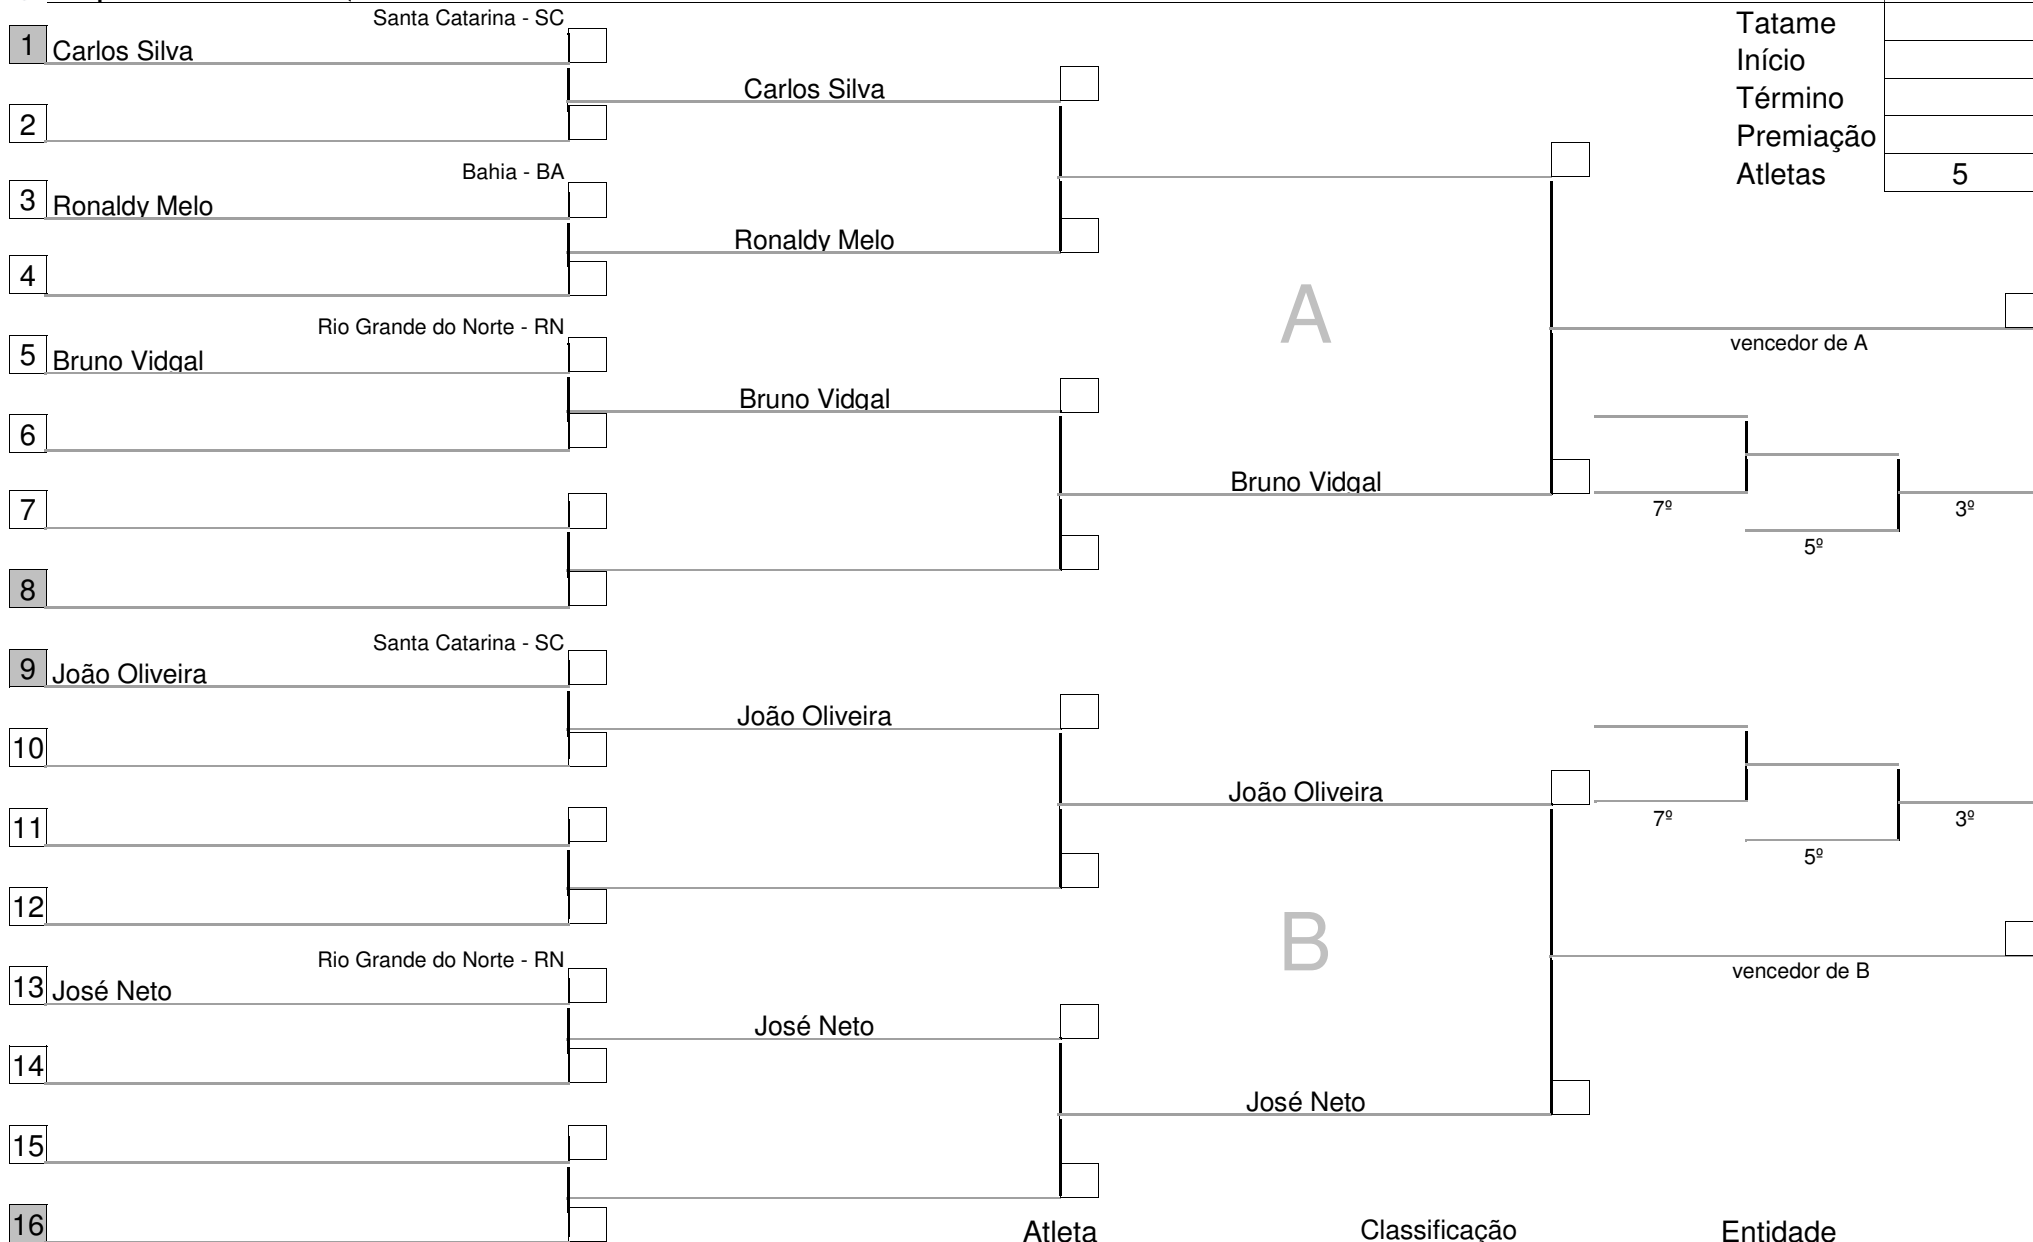 Santa Catarina - SC
1 Carlos Silva
Carlos Silva
2
Bahia - BA
3 Ronaldy Melo
Ronaldy Melo
4
Rio Grande do Norte - RN
5 Bruno Vidgal
Bruno Vidgal
6
Bruno Vidgal
7
8
Tatame
Início
Término
Premiação
Atletas 5
A
vencedor de A
7º
5º
3º
Santa Catarina - SC
9 João Oliveira
João Oliveira
10
João Oliveira
11
12
Rio Grande do Norte - RN
13 José Neto
José Neto
14
José Neto
15
16
7º
5º
3º
B
vencedor de B
Atleta Classificação Entidade